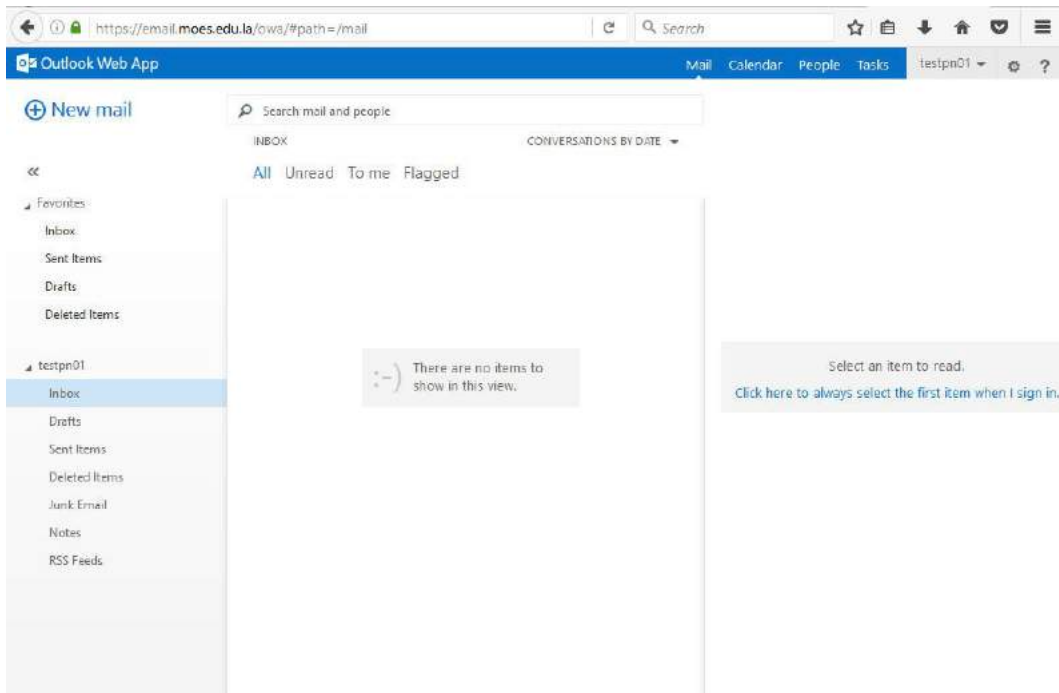 https://email.moes.edu.la/owa/#path=/mail
Search
Outlook Web App
Mail Calendar People Tasks testpn01 ?
New mail
Search mail and people
INBOX CONVERSATIONS BY DATE
All Unread To me Flagged
Favorites
Inbox
Sent Items
Drafts
Deleted Items
testpn01
Inbox
Drafts
Sent Items
Deleted Items
Junk Email
Notes
RSS Feeds
:-)
There are no items to
show in this view.
Select an item to read.
Click here to always select the first item when I sign in.